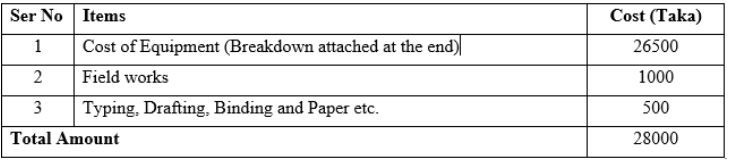 Ser No Items Cost (Taka)
1 Cost of Equipment (Breakdown attached at the end) 26500
2 Field works 1000
3 Typing, Drafting, Binding and Paper etc. 500
Total Amount 28000